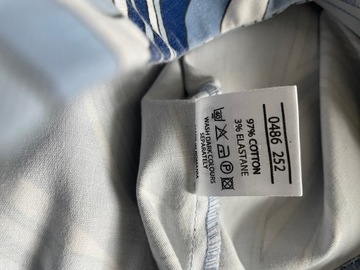 0486 252
97% COTTON
3% ELASTANE
WASH DARK COLOURS
SEPARATELY